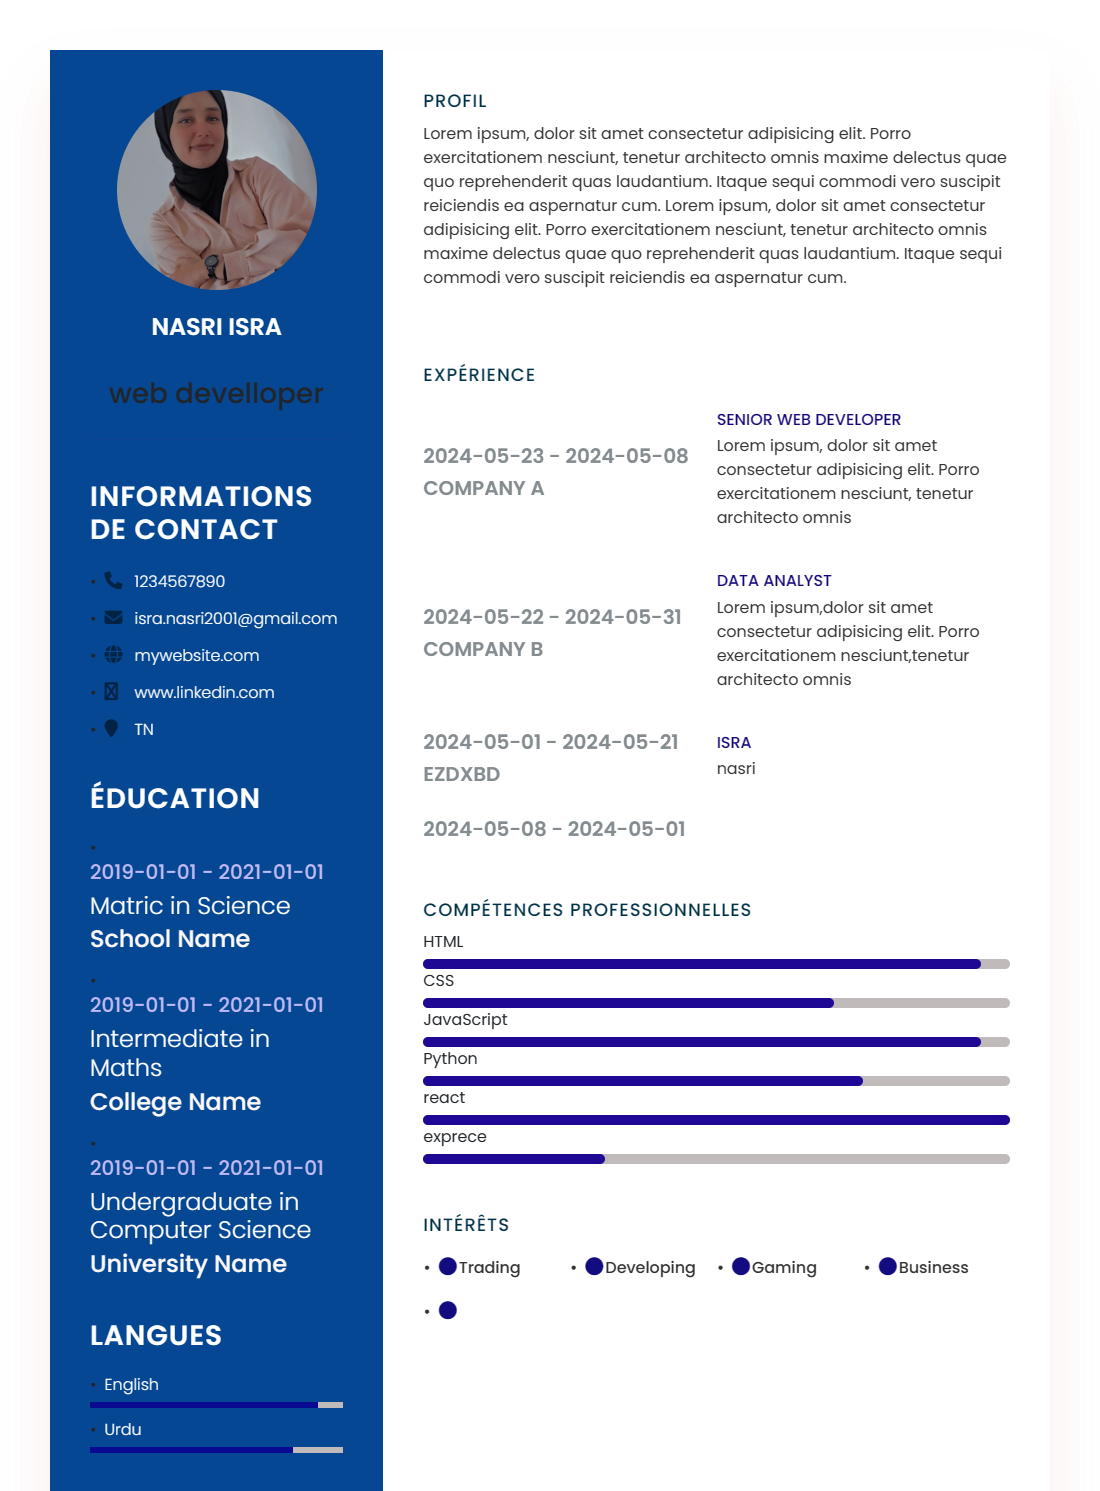 NASRI ISRA
web develloper
INFORMATIONS
DE CONTACT
1234567890
isra.nasri2001@gmail.com
mywebsite.com
www.linkedin.com
TN
ÉDUCATION
2019-01-01 - 2021-01-01
Matric in Science
School Name
2019-01-01 - 2021-01-01
Intermediate in
Maths
College Name
2019-01-01 - 2021-01-01
Undergraduate in
Computer Science
University Name
LANGUES
English
Urdu
PROFIL
Lorem ipsum, dolor sit amet consectetur adipisicing elit. Porro
exercitationem nesciunt, tenetur architecto omnis maxime delectus quae
quo reprehenderit quas laudantium. Itaque sequi commodi vero suscipit
reiciendis ea aspernatur cum. Lorem ipsum, dolor sit amet consectetur
adipisicing elit. Porro exercitationem nesciunt, tenetur architecto omnis
maxime delectus quae quo reprehenderit quas laudantium. Itaque sequi
commodi vero suscipit reiciendis ea aspernatur cum.
EXPÉRIENCE
2024-05-23 - 2024-05-08
COMPANY A
SENIOR WEB DEVELOPER
Lorem ipsum, dolor sit amet
consectetur adipisicing elit. Porro
exercitationem nesciunt, tenetur
architecto omnis
2024-05-22 - 2024-05-31
COMPANY B
DATA ANALYST
Lorem ipsum,dolor sit amet
consectetur adipisicing elit. Porro
exercitationem nesciunt,tenetur
architecto omnis
2024-05-01 - 2024-05-21
EZDXBD
ISRA
nasri
2024-05-08 - 2024-05-01
COMPÉTENCES PROFESSIONNELLES
HTML
CSS
JavaScript
Python
react
exprece
INTÉRÊTS
• Trading • Developing • Gaming • Business
•